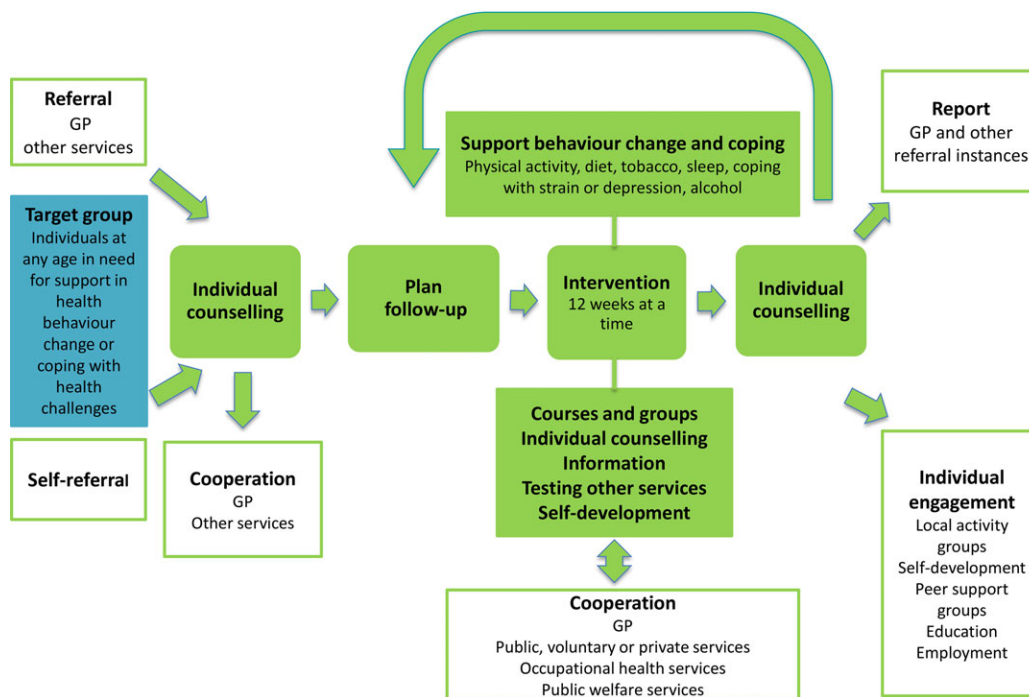 Referral
GP
other services
Target group
Individuals at
any age in need
for support in
health
behaviour
change or
coping with
health
challenges
Self-referral
Individual
counselling
Cooperation
GP
Other services
Plan
follow-up
Support behaviour change and coping
Physical activity, diet, tobacco, sleep, coping
with strain or depression, alcohol
Intervention
12 weeks at a
time
Courses and groups
Individual counselling
Information
Testing other services
Self-development
Cooperation
GP
Public, voluntary or private services
Occupational health services
Public welfare services
Individual
counselling
Report
GP and other
referral instances
Individual
engagement
Local activity
groups
Self-development
Peer support
groups
Education
Employment